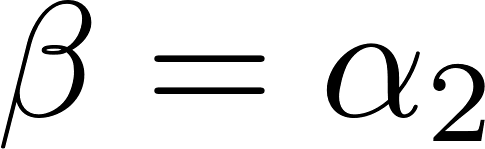 β = α₂